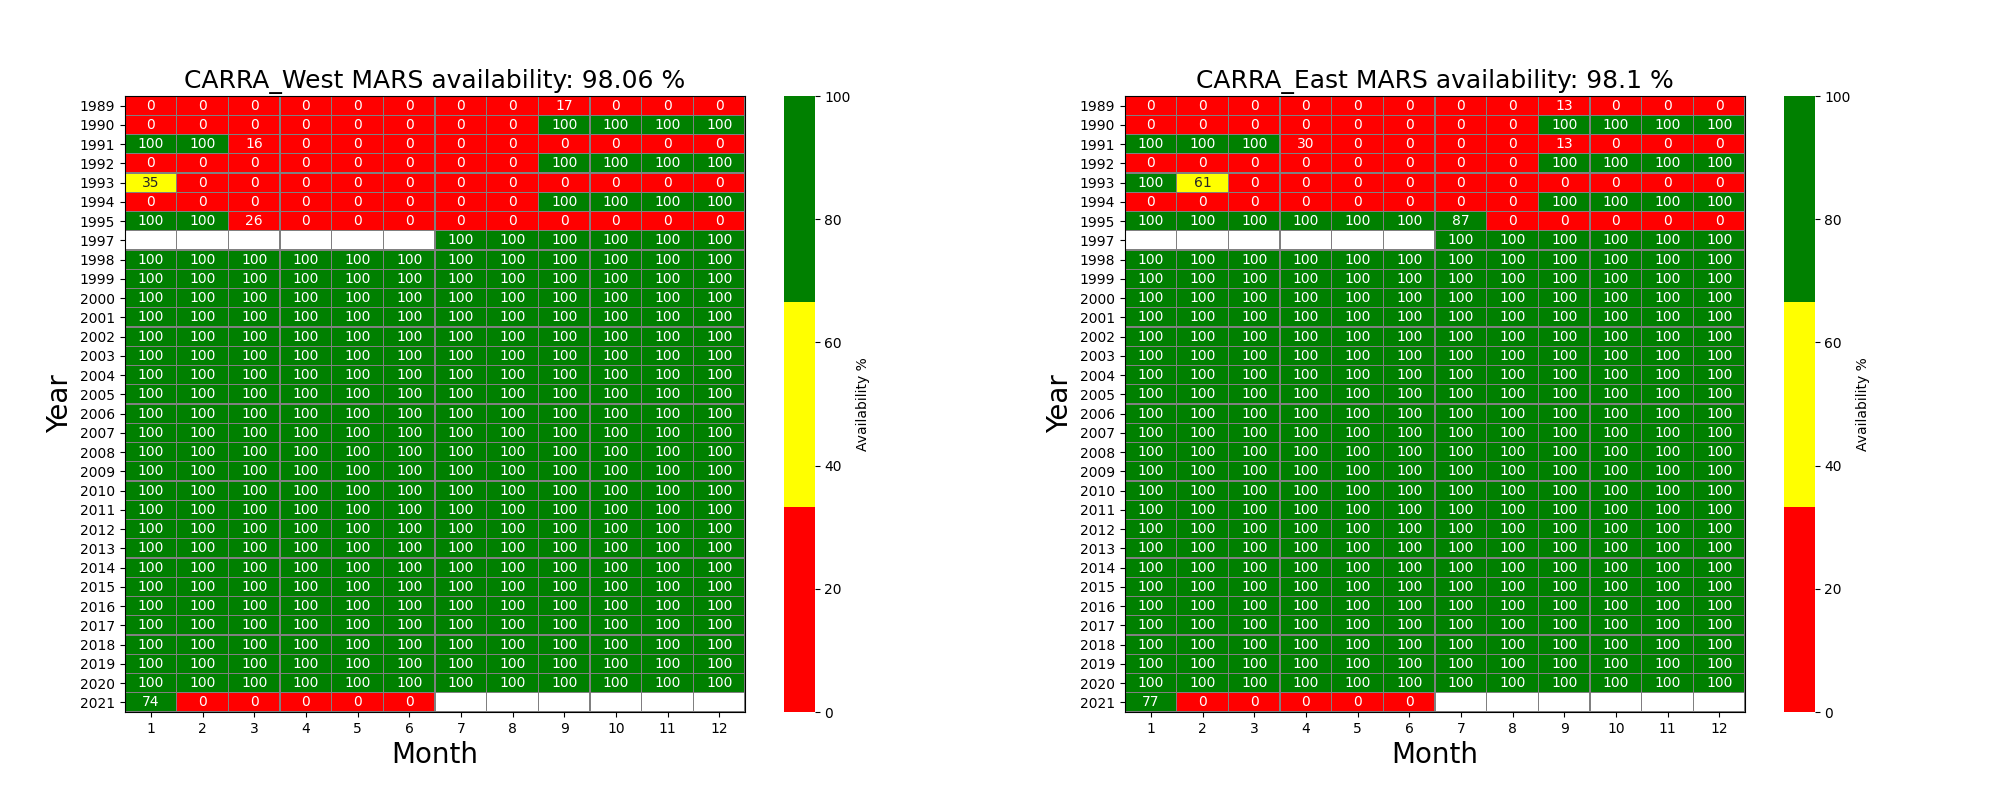 CARRA_West MARS availability: 98.06 %
1989 0 0 0 0 0 0 0 0 17 0 0 0
1990 0 0 0 0 0 0 0 0 100 100 100 100
1991 100 100 16 0 0 0 0 0 0 0 0 0
1992 0 0 0 0 0 0 0 0 100 100 100 100
1993 35 0 0 0 0 0 0 0 0 0 0 0
1994 0 0 0 0 0 0 0 0 100 100 100 100
1995 100 100 26 0 0 0 0 0 0 0 0 0
1997 100 100 100 100 100 100
1998 100 100 100 100 100 100 100 100 100 100 100 100
1999 100 100 100 100 100 100 100 100 100 100 100 100
2000 100 100 100 100 100 100 100 100 100 100 100 100
2001 100 100 100 100 100 100 100 100 100 100 100 100
2002 100 100 100 100 100 100 100 100 100 100 100 100
2003 100 100 100 100 100 100 100 100 100 100 100 100
2004 100 100 100 100 100 100 100 100 100 100 100 100
2005 100 100 100 100 100 100 100 100 100 100 100 100
2006 100 100 100 100 100 100 100 100 100 100 100 100
2007 100 100 100 100 100 100 100 100 100 100 100 100
2008 100 100 100 100 100 100 100 100 100 100 100 100
2009 100 100 100 100 100 100 100 100 100 100 100 100
2010 100 100 100 100 100 100 100 100 100 100 100 100
2011 100 100 100 100 100 100 100 100 100 100 100 100
2012 100 100 100 100 100 100 100 100 100 100 100 100
2013 100 100 100 100 100 100 100 100 100 100 100 100
2014 100 100 100 100 100 100 100 100 100 100 100 100
2015 100 100 100 100 100 100 100 100 100 100 100 100
2016 100 100 100 100 100 100 100 100 100 100 100 100
2017 100 100 100 100 100 100 100 100 100 100 100 100
2018 100 100 100 100 100 100 100 100 100 100 100 100
2019 100 100 100 100 100 100 100 100 100 100 100 100
2020 100 100 100 100 100 100 100 100 100 100 100 100
2021 74 0 0 0 0 0
1 2 3 4 5 6 7 8 9 10 11 12
Month
Year
100
80
60
40
20
0
Availability %
CARRA_East MARS availability: 98.1 %
1989 0 0 0 0 0 0 0 0 13 0 0 0
1990 0 0 0 0 0 0 0 0 100 100 100 100
1991 100 100 100 30 0 0 0 0 13 0 0 0
1992 0 0 0 0 0 0 0 0 100 100 100 100
1993 100 61 0 0 0 0 0 0 0 0 0 0
1994 0 0 0 0 0 0 0 0 100 100 100 100
1995 100 100 100 100 100 100 87 0 0 0 0 0
1997 100 100 100 100 100 100
1998 100 100 100 100 100 100 100 100 100 100 100 100
1999 100 100 100 100 100 100 100 100 100 100 100 100
2000 100 100 100 100 100 100 100 100 100 100 100 100
2001 100 100 100 100 100 100 100 100 100 100 100 100
2002 100 100 100 100 100 100 100 100 100 100 100 100
2003 100 100 100 100 100 100 100 100 100 100 100 100
2004 100 100 100 100 100 100 100 100 100 100 100 100
2005 100 100 100 100 100 100 100 100 100 100 100 100
2006 100 100 100 100 100 100 100 100 100 100 100 100
2007 100 100 100 100 100 100 100 100 100 100 100 100
2008 100 100 100 100 100 100 100 100 100 100 100 100
2009 100 100 100 100 100 100 100 100 100 100 100 100
2010 100 100 100 100 100 100 100 100 100 100 100 100
2011 100 100 100 100 100 100 100 100 100 100 100 100
2012 100 100 100 100 100 100 100 100 100 100 100 100
2013 100 100 100 100 100 100 100 100 100 100 100 100
2014 100 100 100 100 100 100 100 100 100 100 100 100
2015 100 100 100 100 100 100 100 100 100 100 100 100
2016 100 100 100 100 100 100 100 100 100 100 100 100
2017 100 100 100 100 100 100 100 100 100 100 100 100
2018 100 100 100 100 100 100 100 100 100 100 100 100
2019 100 100 100 100 100 100 100 100 100 100 100 100
2020 100 100 100 100 100 100 100 100 100 100 100 100
2021 77 0 0 0 0 0
1 2 3 4 5 6 7 8 9 10 11 12
Month
Year
100
80
60
40
20
0
Availability %